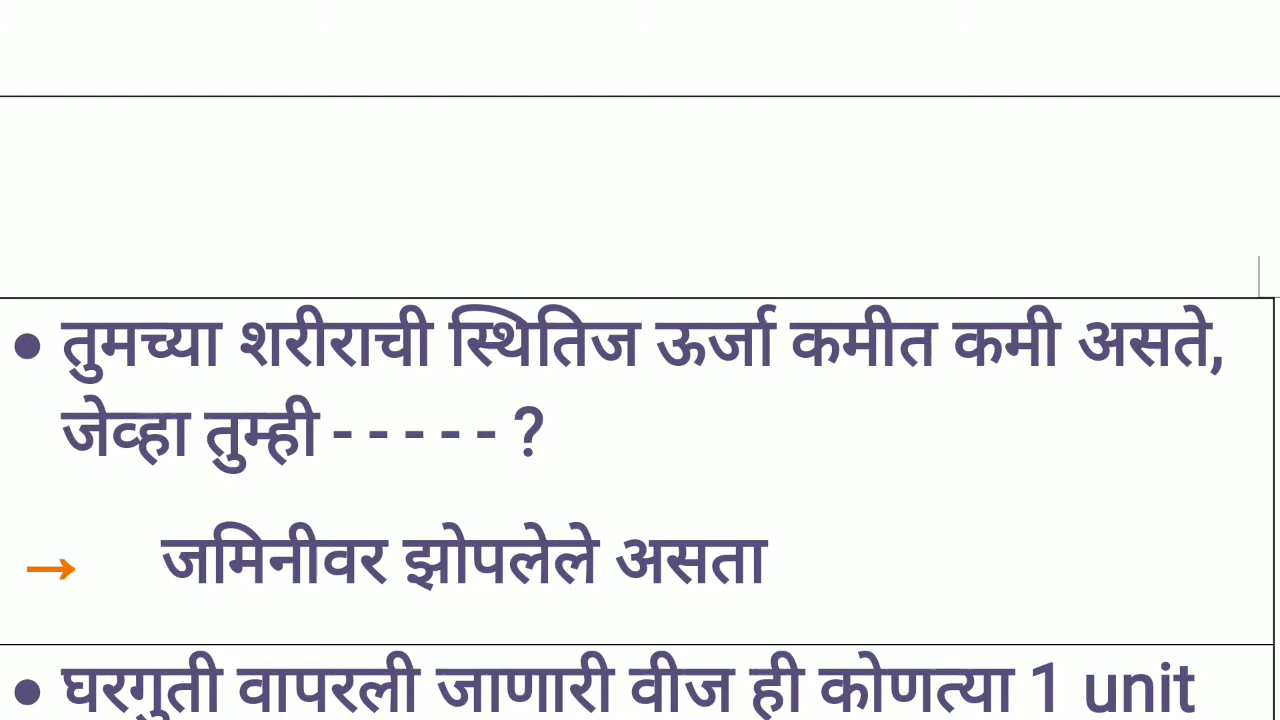 ● तुमच्या शरीराची स्थितिज ऊर्जा कमीत कमी असते,
जेव्हा तुम्ही - - - - - ?
→ जमिनीवर झोपलेले असता
● घरगुती वापरली जाणारी वीज ही कोणत्या 1 unit